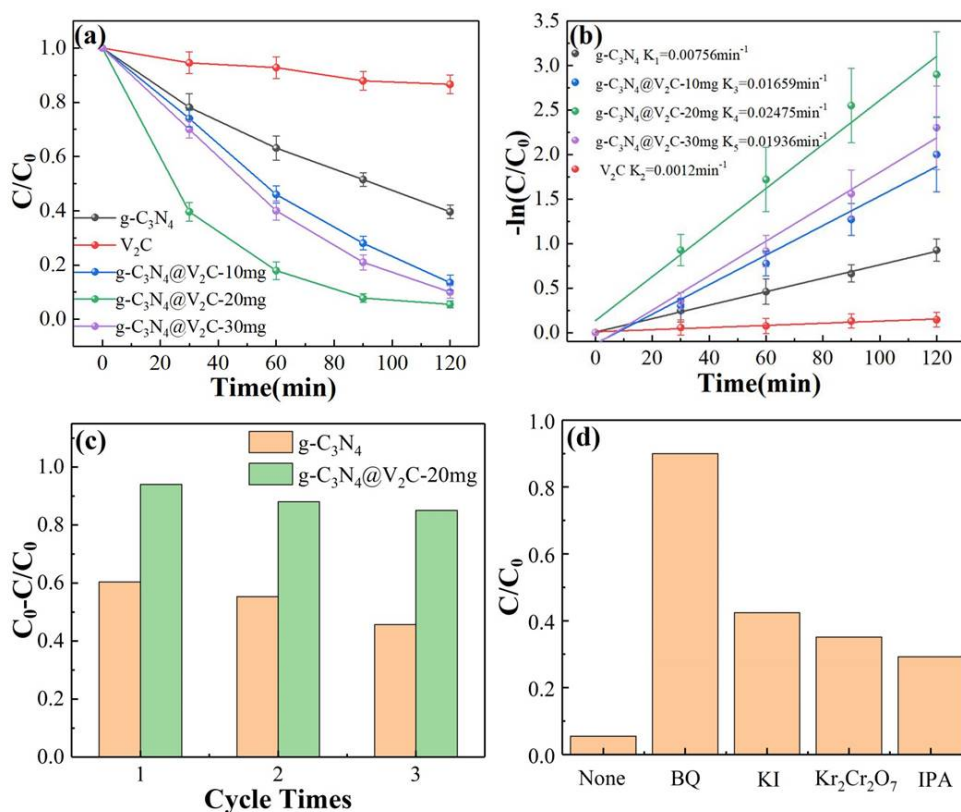 (a)
C/C₀
1.0
0.8
0.6
0.4
0.2
0.0
g-C₃N₄
V₂C
g-C₃N₄@V₂C-10mg
g-C₃N₄@V₂C-20mg
g-C₃N₄@V₂C-30mg
0 20 40 60 80 100 120
Time(min)
(b)
-ln(C/C₀)
-3.5
3.0
2.5
2.0
1.5
1.0
0.5
0.0
g-C₃N₄ K₁=0.00756min⁻¹
g-C₃N₄@V₂C-10mg K₃=0.01659min⁻¹
g-C₃N₄@V₂C-20mg K₄=0.02475min⁻¹
g-C₃N₄@V₂C-30mg K₅=0.01936min⁻¹
V₂C K₂=0.0012min⁻¹
0 20 40 60 80 100 120
Time(min)
(c)
C₀-C/C₀
1.0
0.8
0.6
0.4
0.2
0.0
g-C₃N₄
g-C₃N₄@V₂C-20mg
1 2 3
Cycle Times
(d)
C/C₀
0.8
0.6
0.4
0.2
0.0
None BQ KI Kr₂Cr₂O₇ IPA